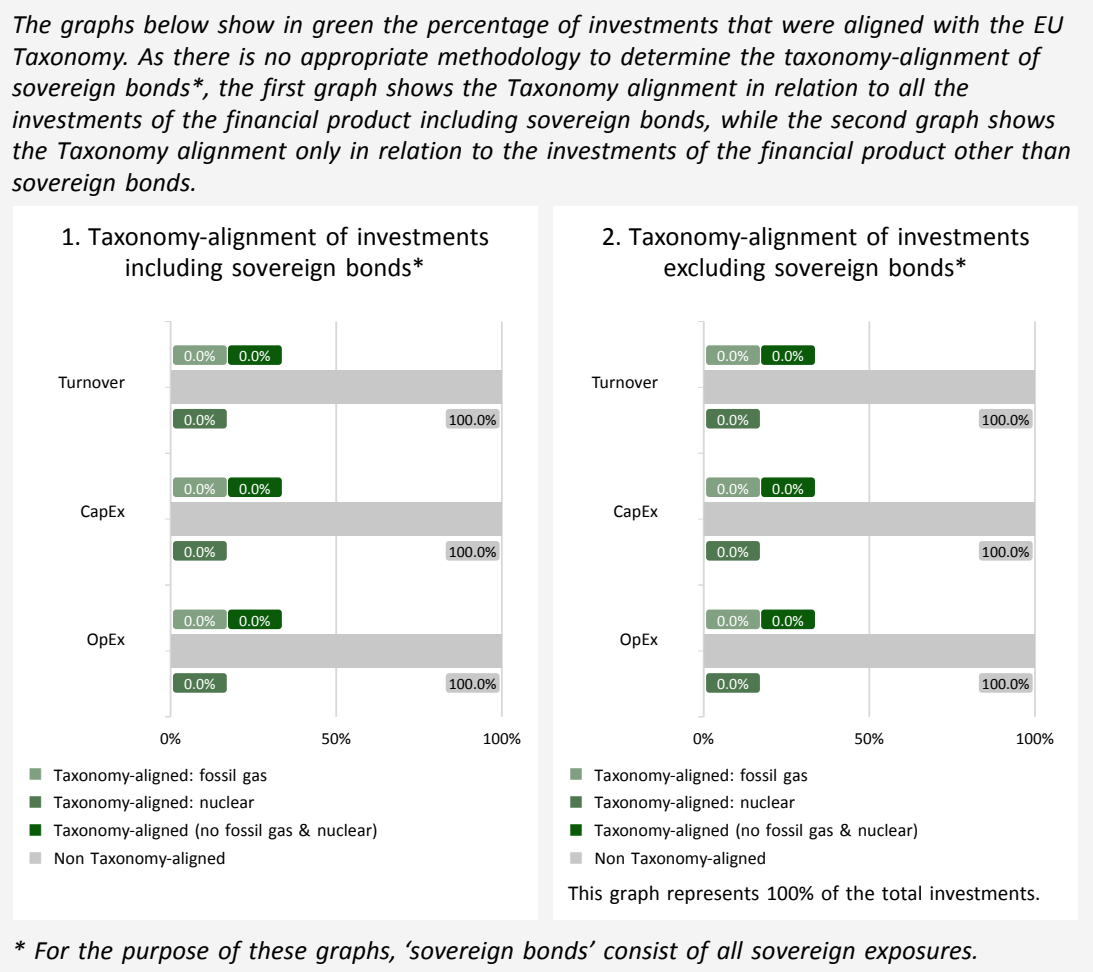 The graphs below show in green the percentage of investments that were aligned with the EU
Taxonomy. As there is no appropriate methodology to determine the taxonomy-alignment of
sovereign bonds*, the first graph shows the Taxonomy alignment in relation to all the
investments of the financial product including sovereign bonds, while the second graph shows
the Taxonomy alignment only in relation to the investments of the financial product other than
sovereign bonds.
1. Taxonomy-alignment of investments
including sovereign bonds*
0.0% 0.0%
Turnover
0.0% 100.0%
0.0% 0.0%
CapEx
0.0% 100.0%
0.0% 0.0%
OpEx
0.0% 100.0%
0% 50% 100%
Taxonomy-aligned: fossil gas
Taxonomy-aligned: nuclear
Taxonomy-aligned (no fossil gas & nuclear)
Non Taxonomy-aligned
2. Taxonomy-alignment of investments
excluding sovereign bonds*
0.0% 0.0%
Turnover
0.0% 100.0%
0.0% 0.0%
CapEx
0.0% 100.0%
0.0% 0.0%
OpEx
0.0% 100.0%
0% 50% 100%
Taxonomy-aligned: fossil gas
Taxonomy-aligned: nuclear
Taxonomy-aligned (no fossil gas & nuclear)
Non Taxonomy-aligned
This graph represents 100% of the total investments.
* For the purpose of these graphs, ‘sovereign bonds’ consist of all sovereign exposures.